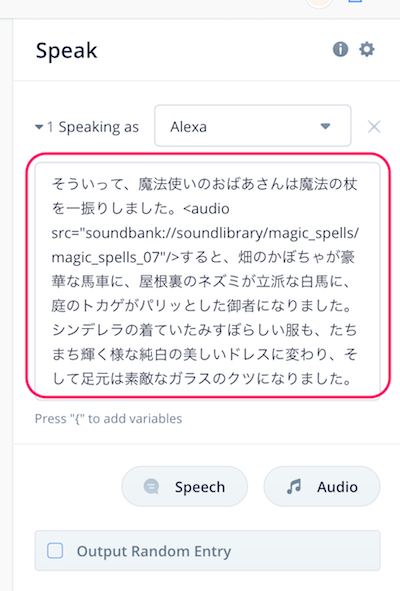 Speak
1 Speaking as
Alexa
そういって、魔法使いのおばあさんは魔法の杖
を一振りしました。<audio
src="soundbank://soundlibrary/magic_spells/
magic_spells_07"/>すると、畑のかぼちゃが豪
華な馬車に、屋根裏のネズミが立派な白馬に、
庭のトカゲがパリッとした御者になりました。
シンデレラの着ていたみすぼらしい服も、たち
まち輝く様な純白の美しいドレスに変わり、そ
して足元は素敵なガラスのクツになりました。
Press "{" to add variables
Speech
Audio
Output Random Entry